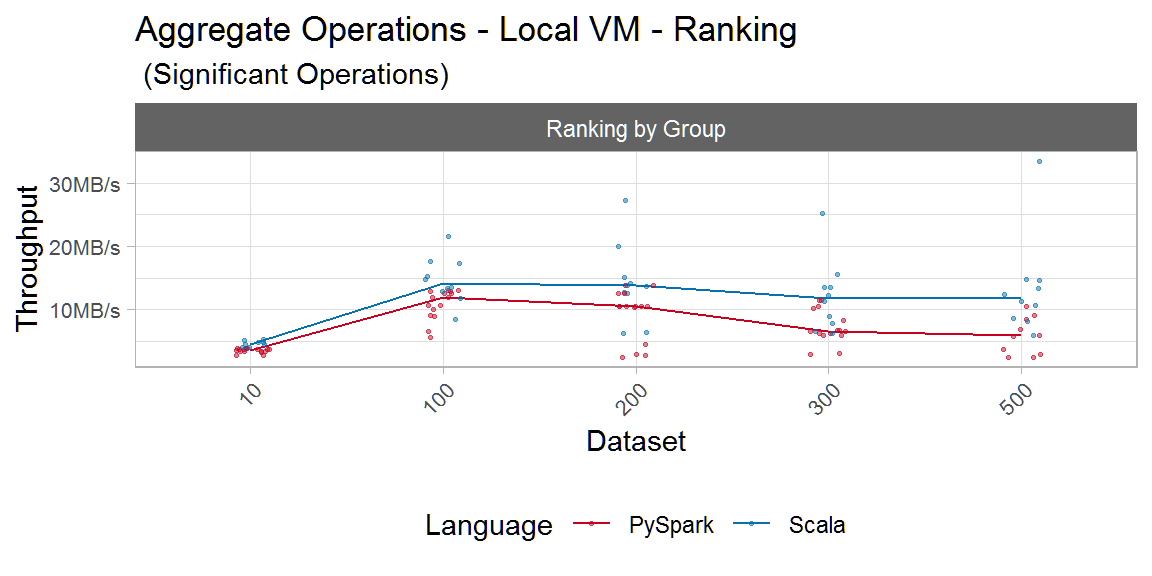 Aggregate Operations - Local VM - Ranking
(Significant Operations)
Ranking by Group
Throughput
30MB/s
20MB/s
10MB/s
10
100
200
300
500
Dataset
Language
PySpark
Scala